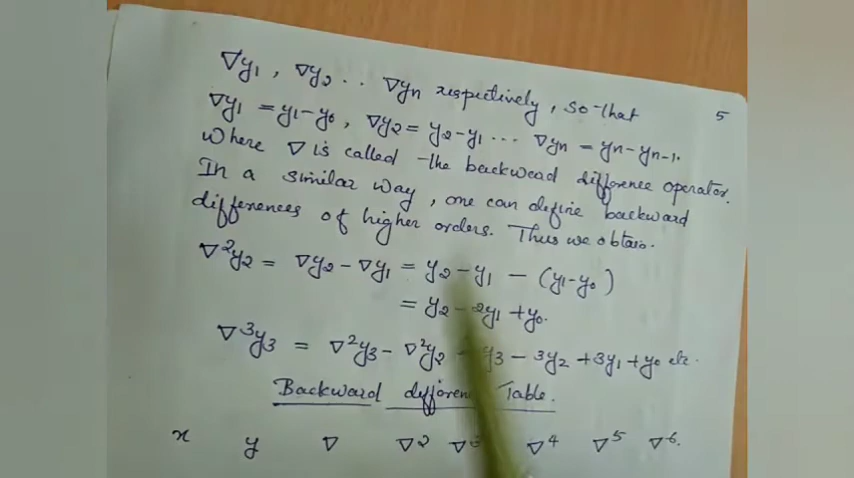 ∇y1, ∇y2 .. ∇yn respectively, so that
5
∇y1 = y1-y0, ∇y2 = y2-y1 ... ∇yn = yn-yn-1.
Where ∇ is called the backward difference operator.
In a similar way, one can define backward
differences of higher orders. Thus we obtain.
∇²y2 = ∇y2 - ∇y1 = y2-y1 - (y1-y0)
= y2 - 2y1 + y0.
∇³y3 = ∇²y3 - ∇²y2 y3 - 3y2 + 3y1 + y0 etc.
Backward Table.
x y ∇ ∇2 ∇3 ∇4 ∇5 ∇6.